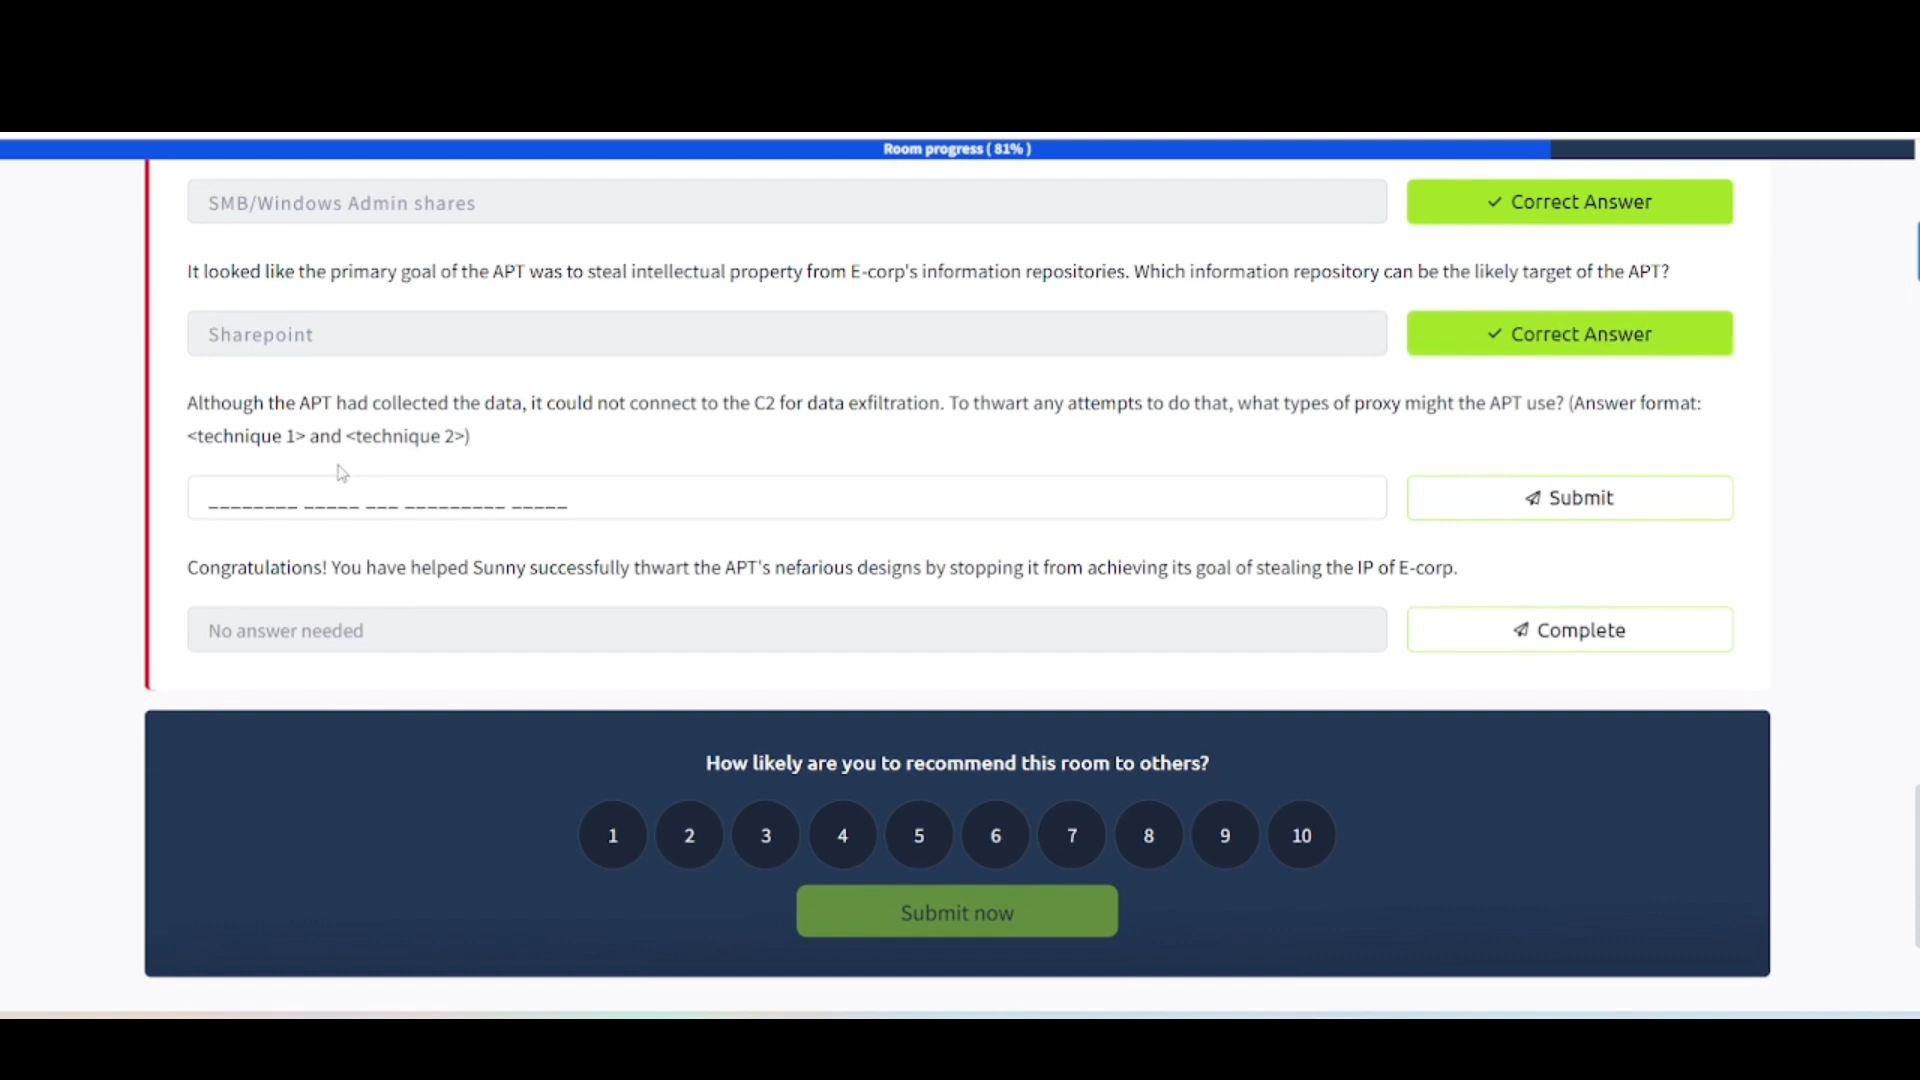 Room progress ( 81% )
SMB/Windows Admin shares
✓ Correct Answer
It looked like the primary goal of the APT was to steal intellectual property from E-corp's information repositories. Which information repository can be the likely target of the APT?
Sharepoint
✓ Correct Answer
Although the APT had collected the data, it could not connect to the C2 for data exfiltration. To thwart any attempts to do that, what types of proxy might the APT use? (Answer format:
<technique 1> and <technique 2>)
________ _____ ___ _________ _____
Submit
Congratulations! You have helped Sunny successfully thwart the APT's nefarious designs by stopping it from achieving its goal of stealing the IP of E-corp.
No answer needed
Complete
How likely are you to recommend this room to others?
1 2 3 4 5 6 7 8 9 10
Submit now